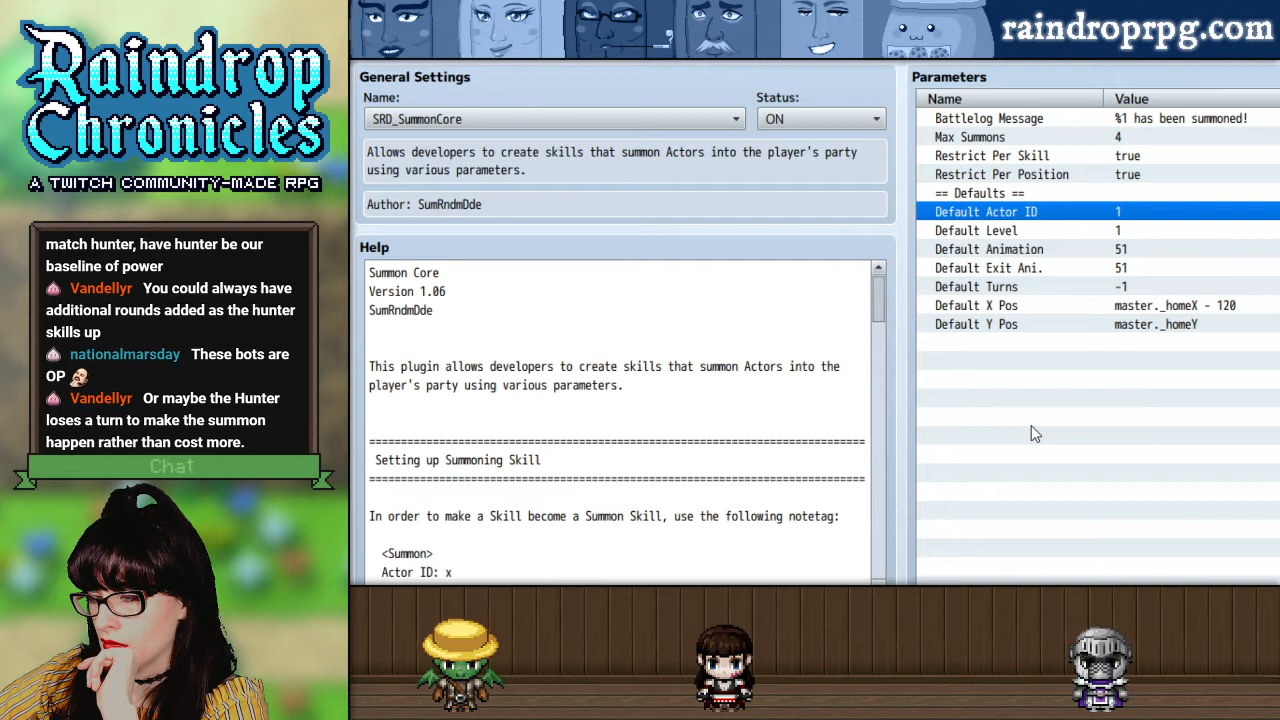 Raindrop
Chronicles
A TWITCH COMMUNITY-MADE RPG
match hunter, have hunter be our
baseline of power
Vandellyr You could always have
additional rounds added as the hunter
skills up
nationalmarsday These bots are
OP
Vandellyr Or maybe the Hunter
loses a turn to make the summon
happen rather than cost more.
Chat
raindroprpg.com
General Settings
Name:
Status:
SRD_SummonCore
ON
Allows developers to create skills that summon Actors into the player's party
using various parameters.
Author: SumRndmDde
Help
Summon Core
Version 1.06
SumRndmDde
This plugin allows developers to create skills that summon Actors into the
player's party using various parameters.
================================================================================
Setting up Summoning Skill
================================================================================
In order to make a Skill become a Summon Skill, use the following notetag:
<Summon>
Actor ID: x
Parameters
Name Value
Battlelog Message %1 has been summoned!
Max Summons 4
Restrict Per Skill true
Restrict Per Position true
== Defaults ==
Default Actor ID 1
Default Level 1
Default Animation 51
Default Exit Ani. 51
Default Turns -1
Default X Pos master._homeX - 120
Default Y Pos master._homeY